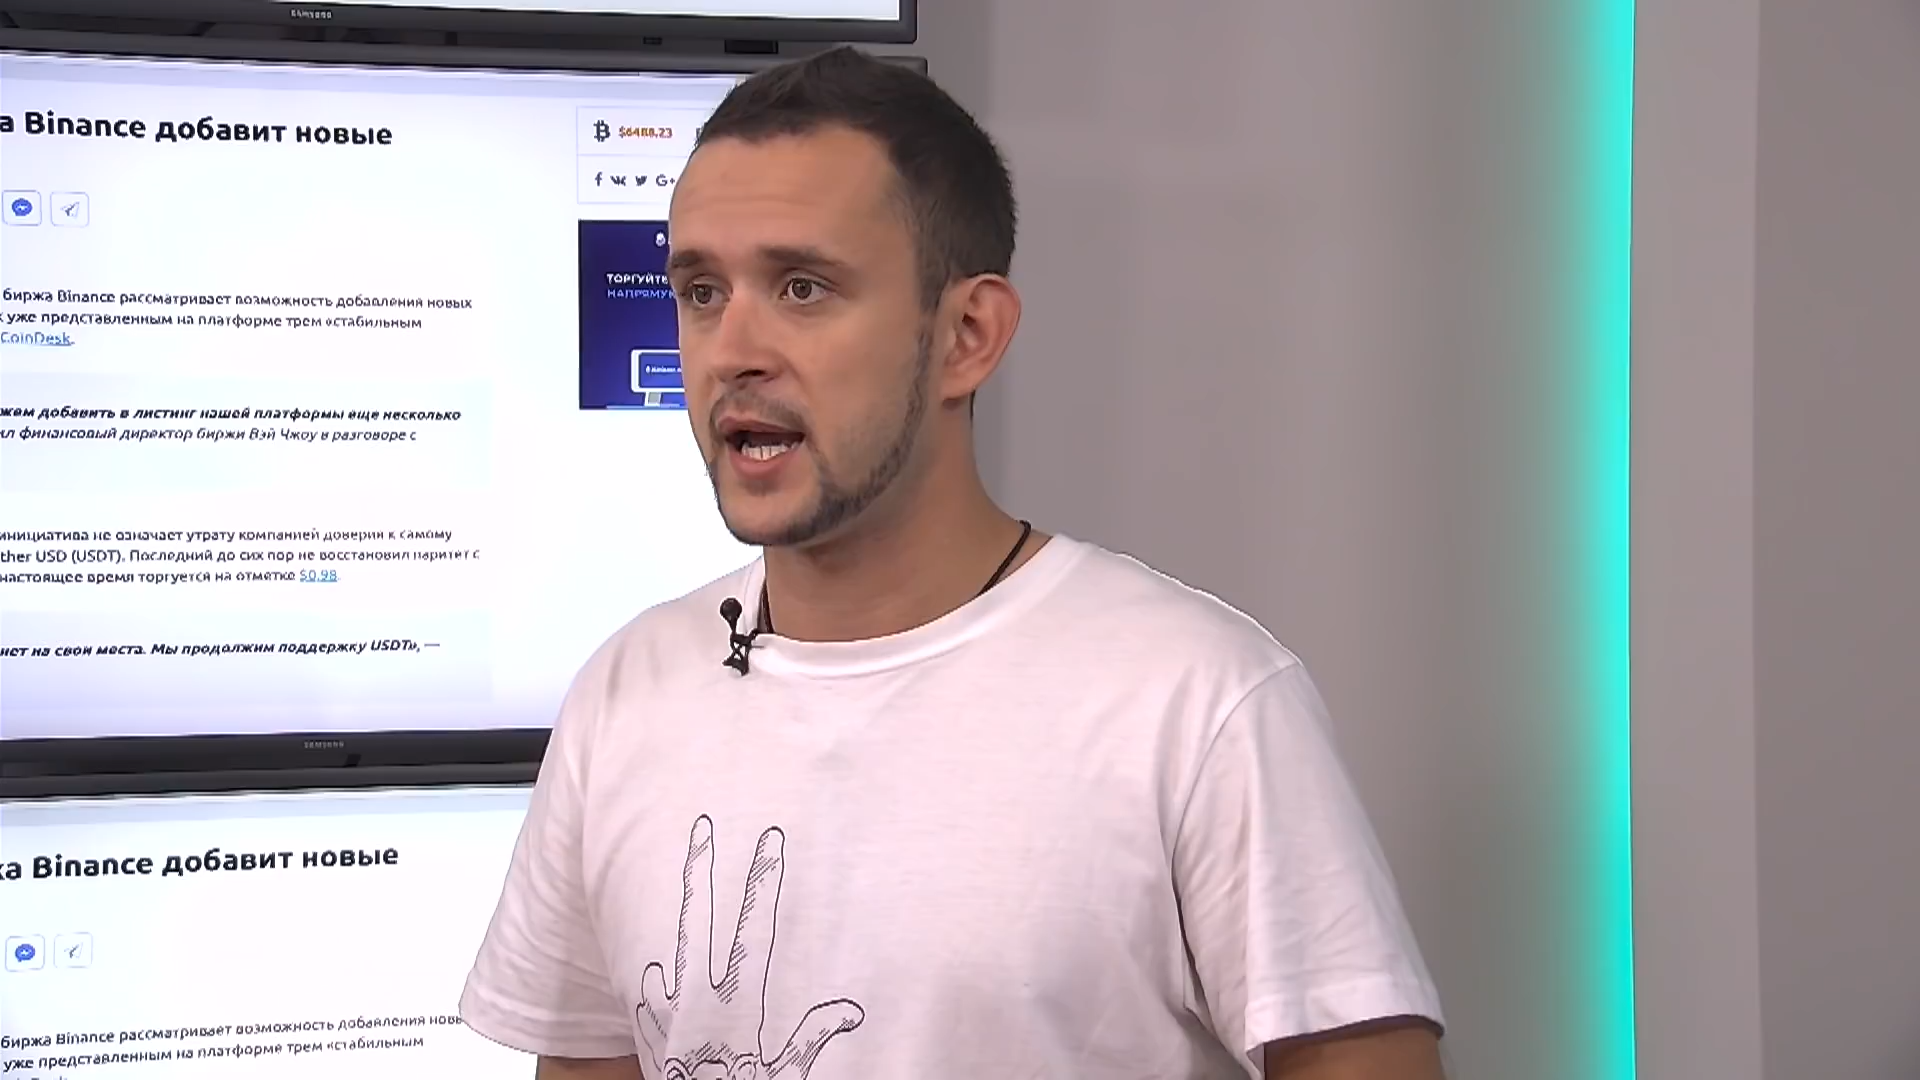 SAMSUNG
а Binance добавит новые
$6488.23
f
G+
ТОРГУЙТЕ
НАПРЯМУЮ
биржа Binance рассматривает возможность добавления новых
к уже представленным на платформе трем «стабильным
CoinDesk.
жем добавить в листинг нашей платформы еще несколько
ил финансовый директор биржи Вэй Чжоу в разговоре с
инициатива не означает утрату компанией доверия к самому
ther USD (USDT). Последний до сих пор не восстановил паритет с
настоящее время торгуется на отметке $0,98.
нет на свои места. Мы продолжим поддержку USDT», —
SAMSUNG
ка Binance добавит новые
биржа Binance рассматривает возможность добавления новы
уже представленным на платформе трем «стабильным